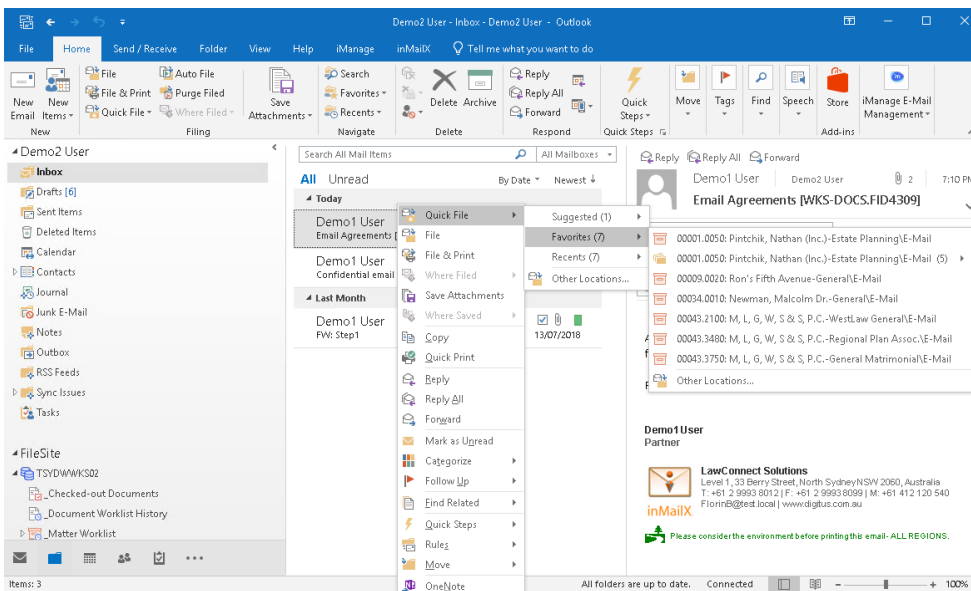 Demo2 User - Inbox - Demo2 User - Outlook
File Home Send / Receive Folder View Help iManage inMailX Tell me what you want to do
New Email
New Items
New
File
File & Print
Quick File
Auto File
Purge Filed
Where Filed
Filing
Save Attachments
Search
Favorites
Recents
Navigate
Delete Archive
Delete
Reply
Reply All
Forward
Respond
Quick Steps
Quick Steps
Move
Tags
Find
Speech
Store
Add-ins
iManage E-Mail Management
Demo2 User
Inbox
Drafts [6]
Sent Items
Deleted Items
Calendar
Contacts
Journal
Junk E-Mail
Notes
Outbox
RSS Feeds
Sync Issues
Tasks
FileSite
TSYDWWKS02
_Checked-out Documents
_Document Worklist History
_Matter Worklist
Search All Mail Items
All Mailboxes
All Unread
By Date Newest
Today
Demo1 User
Email Agreements [
Demo1 User
Confidential email
Last Month
Demo1 User
FW: Step1
13/07/2018
Quick File
File
File & Print
Where Filed
Save Attachments
Where Saved
Copy
Quick Print
Reply
Reply All
Forward
Mark as Unread
Categorize
Follow Up
Find Related
Quick Steps
Rules
Move
OneNote
Suggested (1)
Favorites (7)
Recents (7)
Other Locations...
Reply Reply All Forward
Demo1 User Demo2 User 2 7:10 PM
Email Agreements [WKS-DOCS.FID4309]
00001.0050: Pintchik, Nathan (Inc.)-Estate Planning\E-Mail
00001.0050: Pintchik, Nathan (Inc.)-Estate Planning\E-Mail (5)
00009.0020: Ron's Fifth Avenue-General\E-Mail
00034.0010: Newman, Malcolm Dr.-General\E-Mail
00043.2100: M, L, G, W, S & S, P.C.-WestLaw General\E-Mail
00043.3480: M, L, G, W, S & S, P.C.-Regional Plan Assoc.\E-Mail
00043.3750: M, L, G, W, S & S, P.C.-General Matrimonial\E-Mail
Other Locations...
Demo1User
Partner
inMailX
LawConnect Solutions
Level 1, 33 Berry Street, North Sydney NSW 2060, Australia
T: +61 2 9993 8012 | F: +61 2 9993 8099 | M: +61 412 120 540
FlorinB@test.local | www.digitus.com.au
Please consider the environment before printing this email- ALL REGIONS.
Items: 3
All folders are up to date. Connected 100%